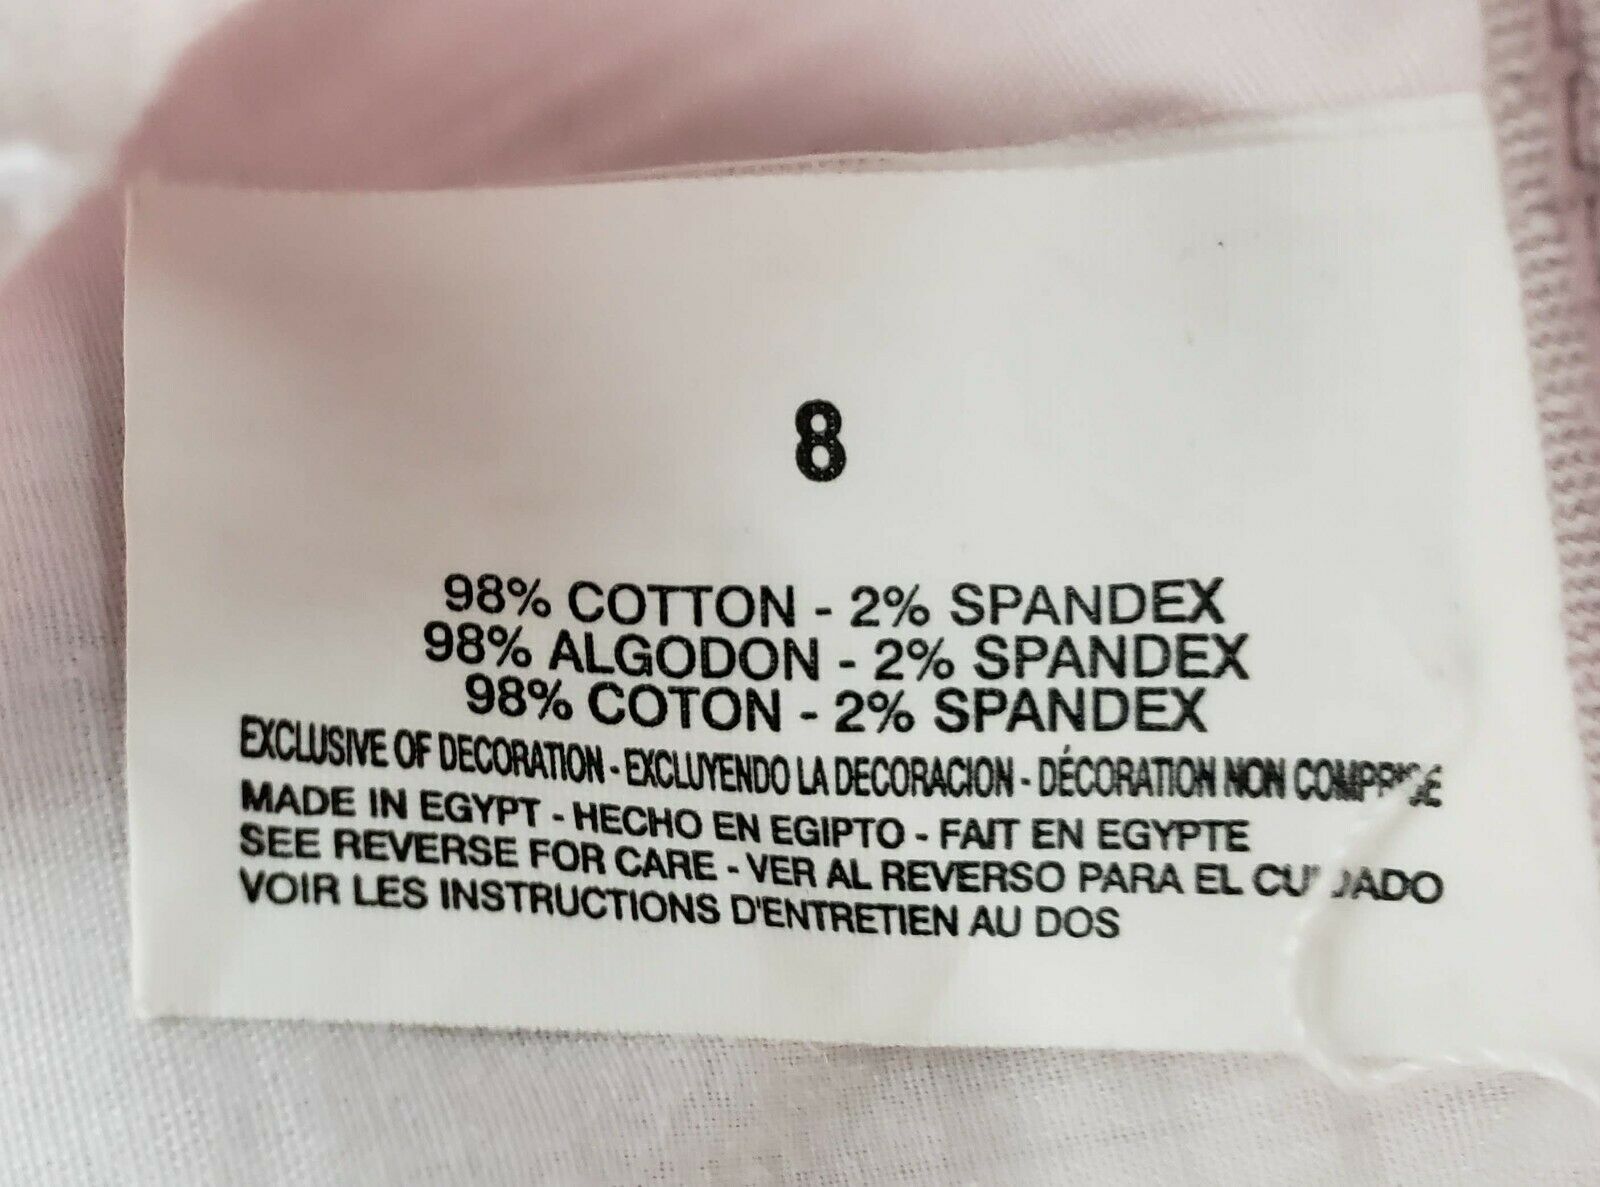 8
98% COTTON - 2% SPANDEX
98% ALGODON - 2% SPANDEX
98% COTON - 2% SPANDEX
EXCLUSIVE OF DECORATION - EXCLUYENDO LA DECORACION - DÉCORATION NON COMPRISE
MADE IN EGYPT - HECHO EN EGIPTO - FAIT EN EGYPTE
SEE REVERSE FOR CARE - VER AL REVERSO PARA EL CUIDADO
VOIR LES INSTRUCTIONS D'ENTRETIEN AU DOS